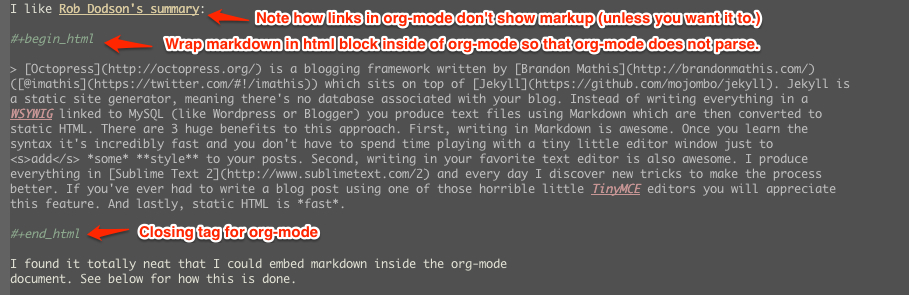 I like Rob Dodson's summary:
Note how links in org-mode don't show markup (unless you want it to.)
#+begin_html
Wrap markdown in html block inside of org-mode so that org-mode does not parse.
> [Octopress](http://octopress.org/) is a blogging framework written by [Brandon Mathis](http://brandonmathis.com/)
([@imathis](https://twitter.com/#!/imathis)) which sits on top of [Jekyll](https://github.com/mojombo/jekyll). Jekyll is
a static site generator, meaning there's no database associated with your blog. Instead of writing everything in a
WSYWIG linked to MySQL (like Wordpress or Blogger) you produce text files using Markdown which are then converted to
static HTML. There are 3 huge benefits to this approach. First, writing in Markdown is awesome. Once you learn the
syntax it's incredibly fast and you don't have to spend time playing with a tiny little editor window just to
<s>add</s> *some* **style** to your posts. Second, writing in your favorite text editor is also awesome. I produce
everything in [Sublime Text 2](http://www.sublimetext.com/2) and every day I discover new tricks to make the process
better. If you've ever had to write a blog post using one of those horrible little TinyMCE editors you will appreciate
this feature. And lastly, static HTML is *fast*.
#+end_html
Closing tag for org-mode
I found it totally neat that I could embed markdown inside the org-mode
document. See below for how this is done.